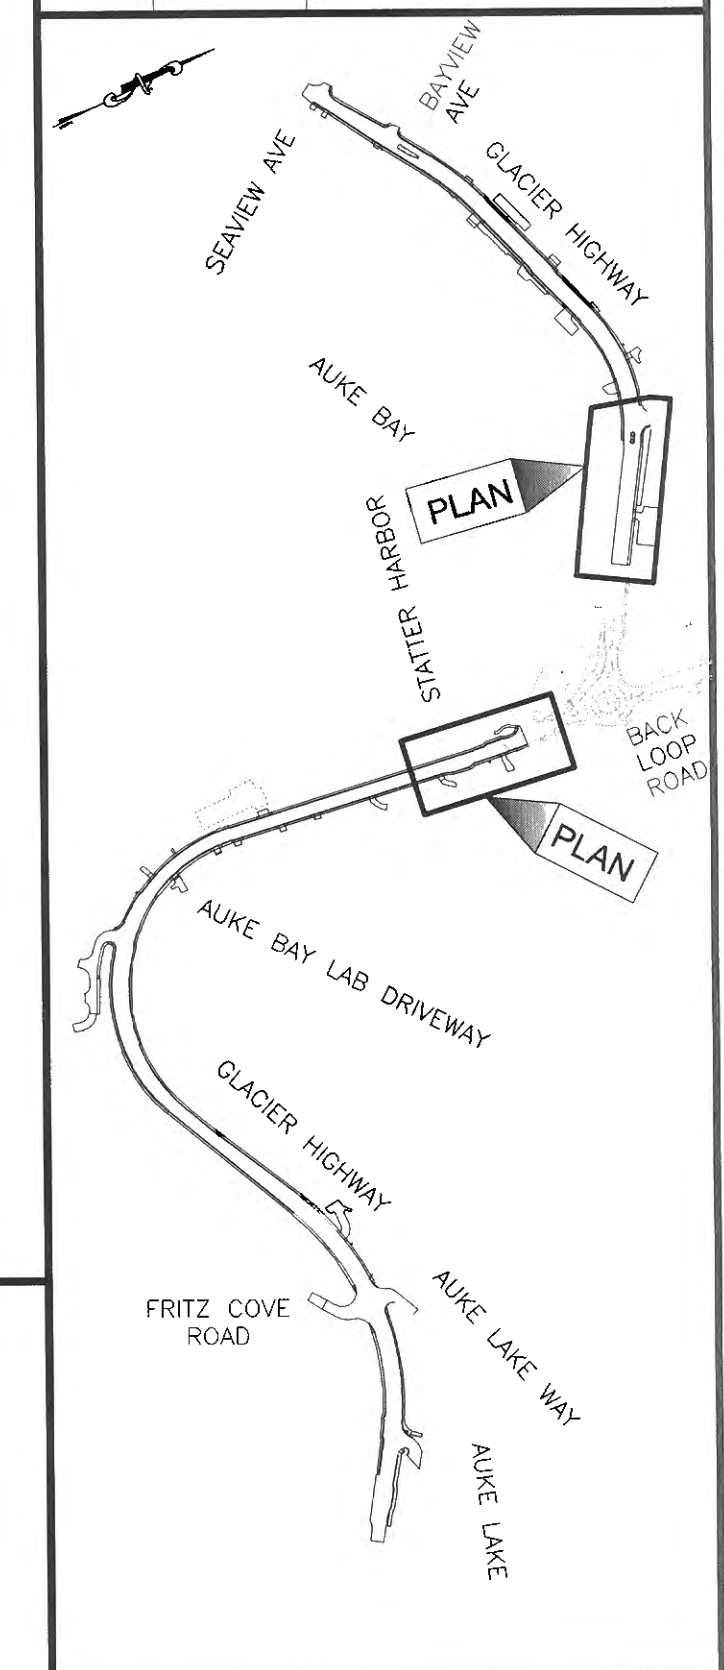 BAYVIEW
AVE
SEAVIEW AVE
GLACIER HIGHWAY
AUKE BAY
PLAN
STATTER HARBOR
BACK
LOOP
ROAD
PLAN
AUKE BAY LAB DRIVEWAY
GLACIER HIGHWAY
FRITZ COVE
ROAD
AUKE LAKE WAY
AUKE LAKE